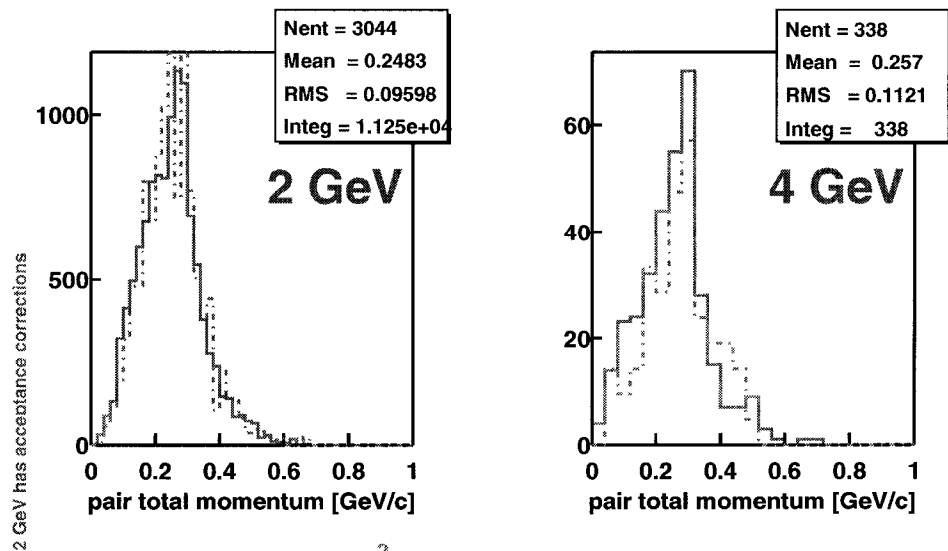 Nent = 3044
Mean = 0.2483
RMS = 0.09598
Integ = 1.125e+04
2 GeV
1000
500
0
0 0.2 0.4 0.6 0.8 1
pair total momentum [GeV/c]
2 GeV has acceptance corrections
Nent = 338
Mean = 0.257
RMS = 0.1121
Integ = 338
4 GeV
60
40
20
0
0 0.2 0.4 0.6 0.8 1
pair total momentum [GeV/c]